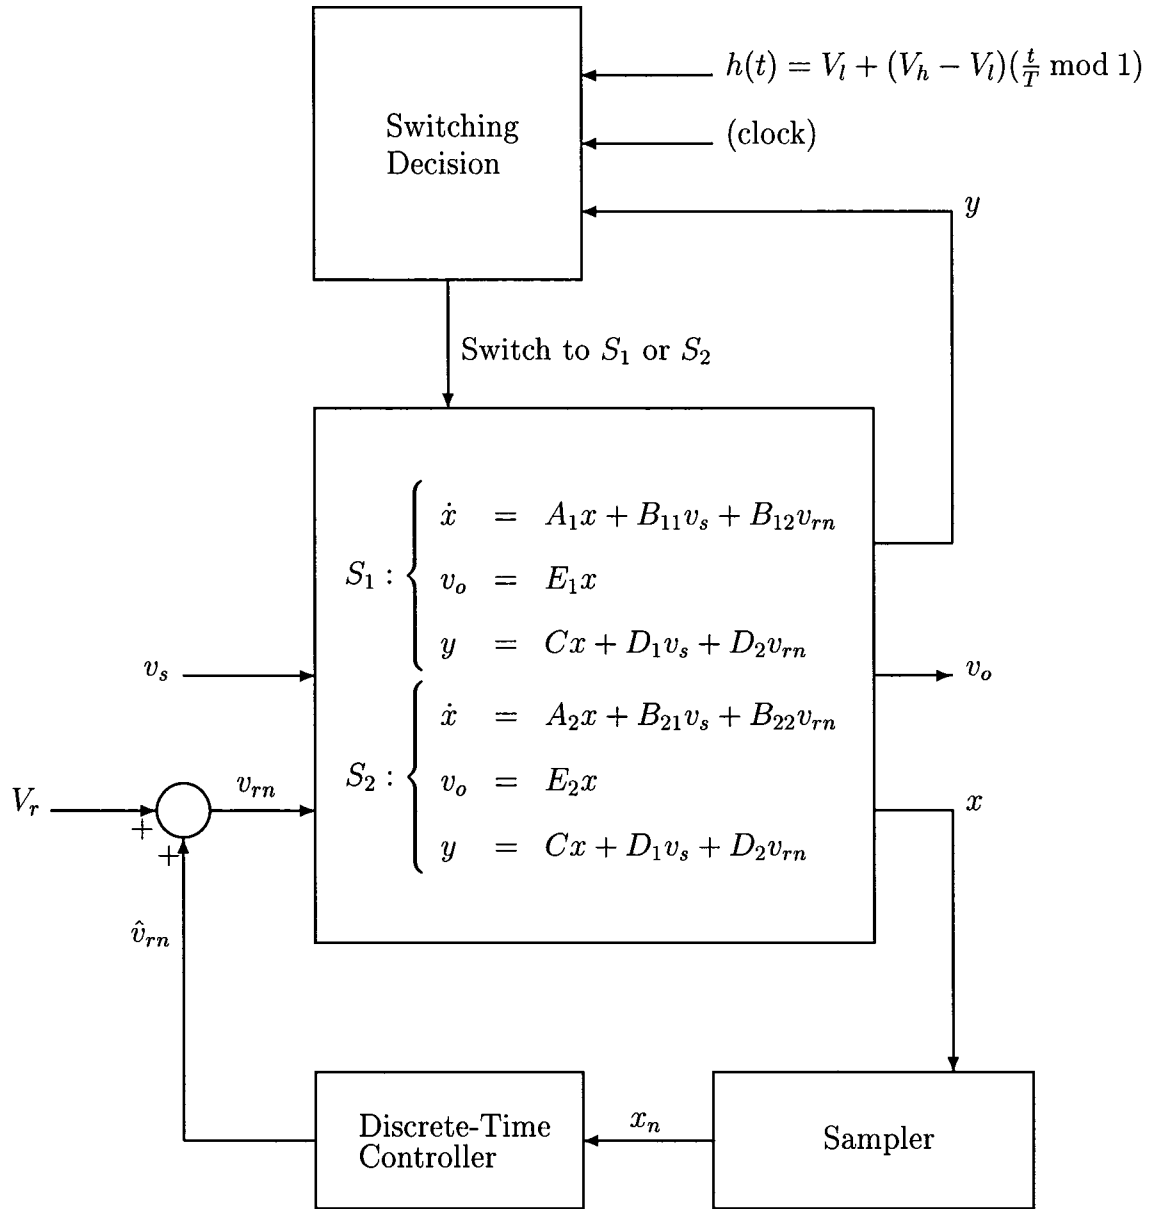 h(t) = V_l + (V_h − V_l)(t/T mod 1)
Switching
Decision
(clock)
y
Switch to S_1 or S_2
S_1 :
ẋ = A_1x + B_11v_s + B_12v_rn
v_o = E_1x
y = Cx + D_1v_s + D_2v_rn
v_s
v_o
S_2 :
ẋ = A_2x + B_21v_s + B_22v_rn
v_o = E_2x
y = Cx + D_1v_s + D_2v_rn
V_r
+
+
v_rn
x
v̂_rn
Discrete-Time
Controller
x_n
Sampler